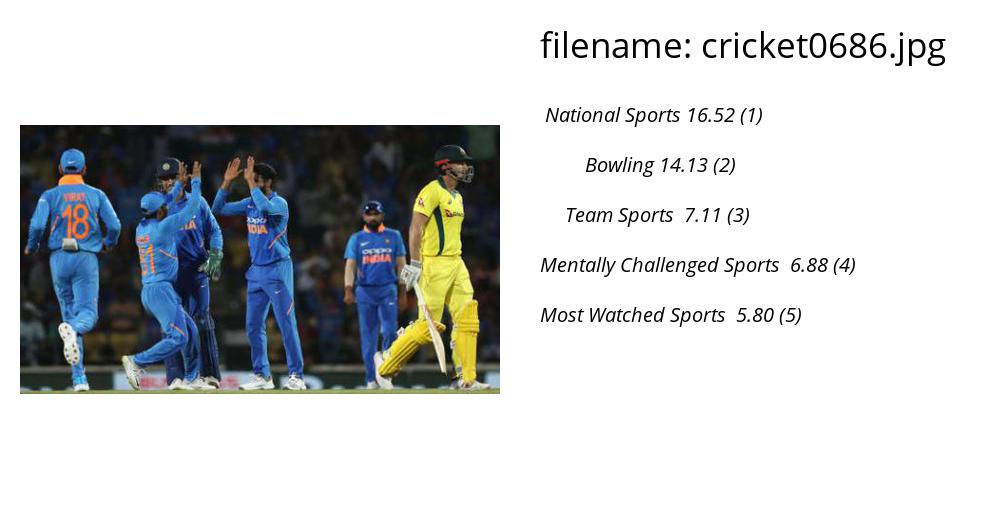 filename: cricket0686.jpg
National Sports 16.52 (1)
Bowling 14.13 (2)
Team Sports 7.11 (3)
Mentally Challenged Sports 6.88 (4)
Most Watched Sports 5.80 (5)
VIRAT
18
oppo
INDIA
oppo
INDIA